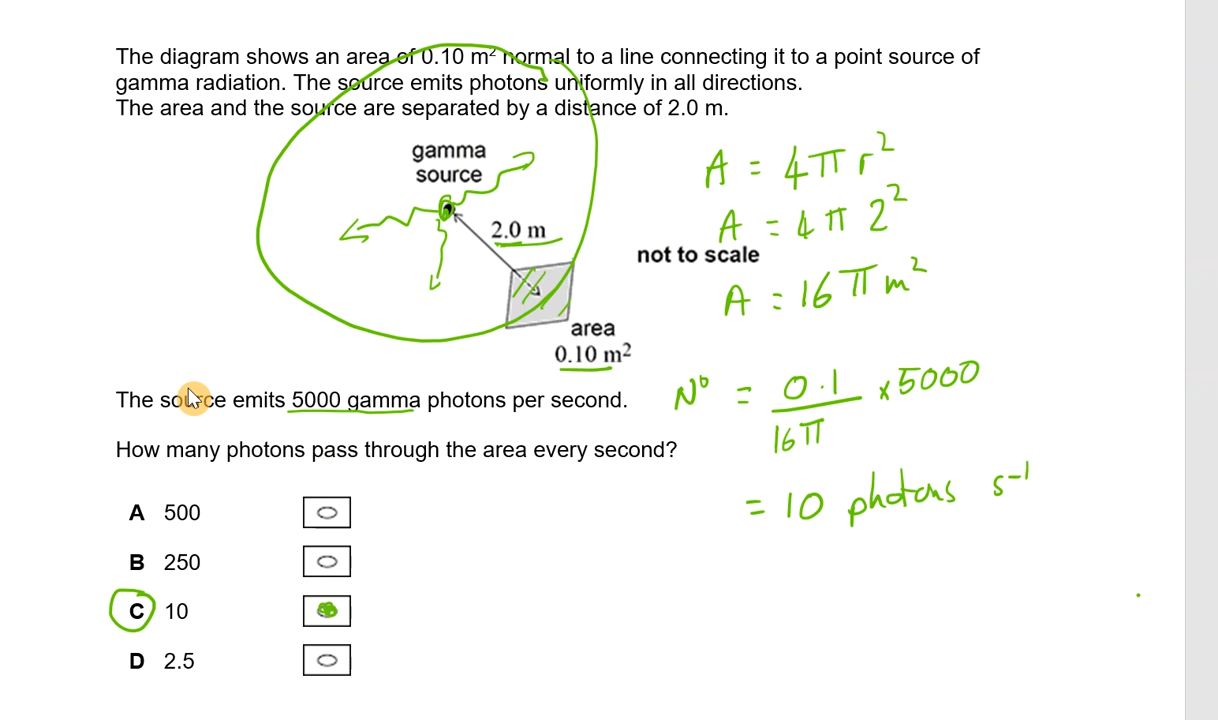 The diagram shows an area of 0.10 m² normal to a line connecting it to a point source of
gamma radiation. The source emits photons uniformly in all directions.
The area and the source are separated by a distance of 2.0 m.
gamma
source
2.0 m
not to scale
area
0.10 m²
A = 4πr²
A = 4π 2²
A = 16π m²
The source emits 5000 gamma photons per second.
Nº = 0.1 / 16π × 5000
= 10 photons s⁻¹
How many photons pass through the area every second?
A 500
B 250
C 10
D 2.5